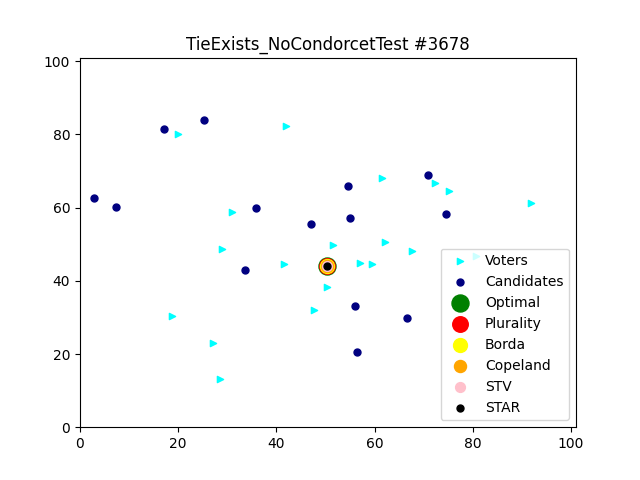 TieExists_NoCondorcetTest #3678
100
80
60
40
20
0
0 20 40 60 80 100
Voters
Candidates
Optimal
Plurality
Borda
Copeland
STV
STAR